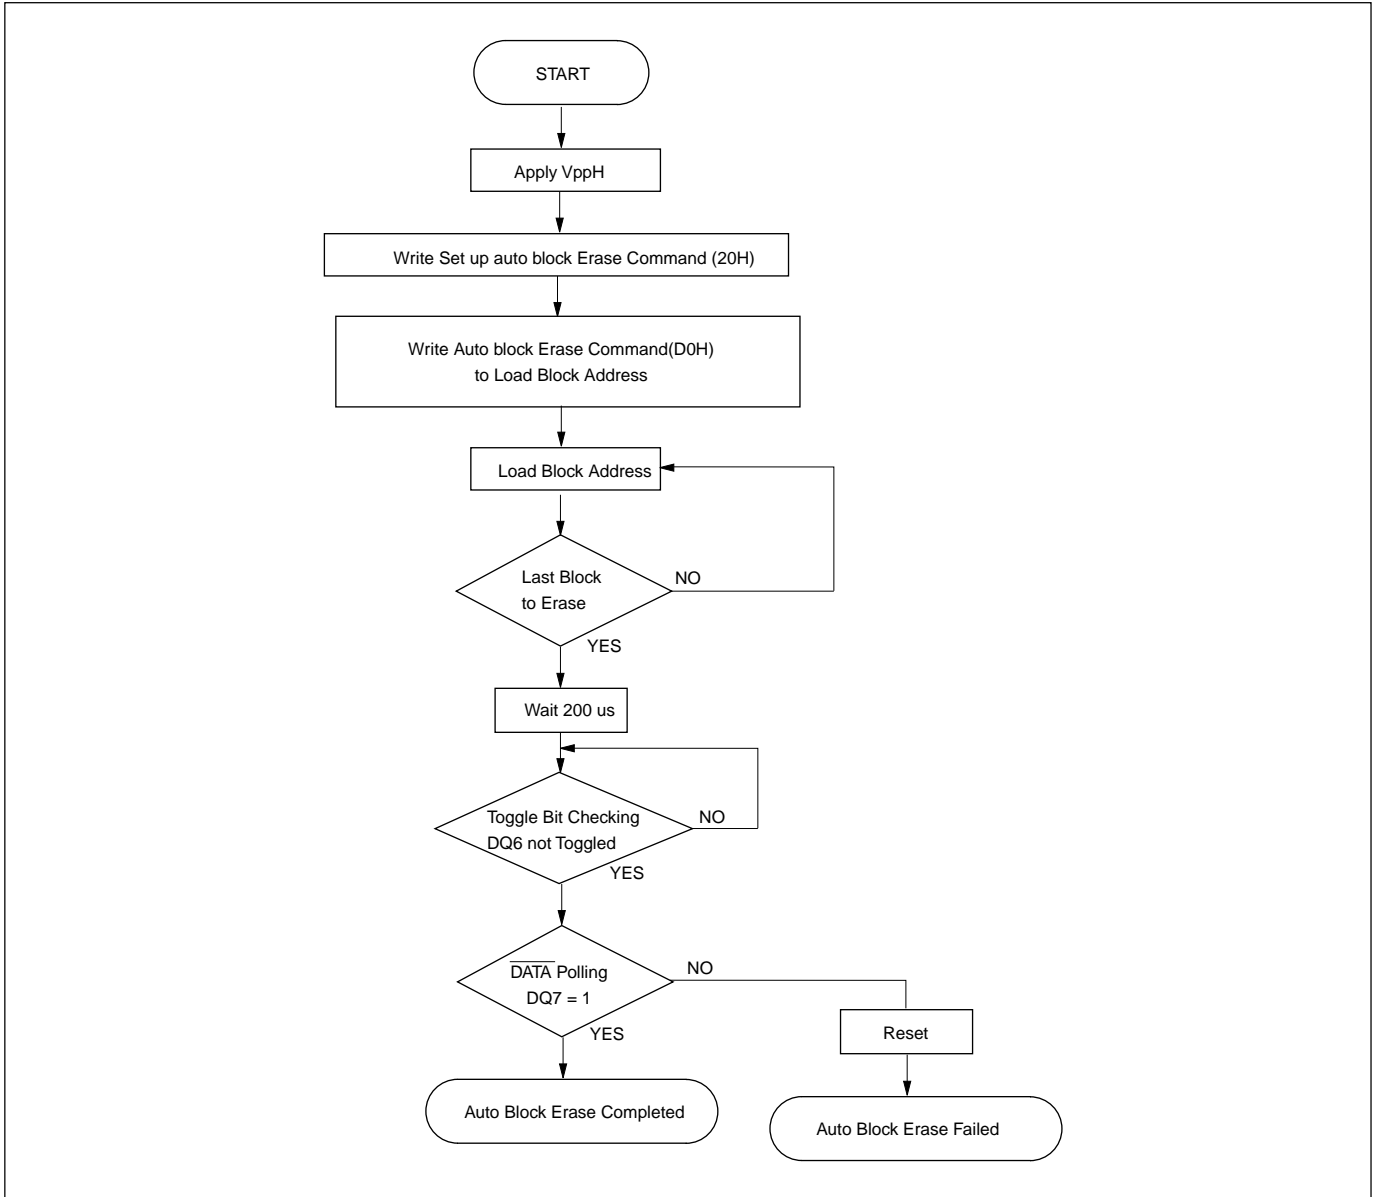 START
Apply VppH
Write Set up auto block Erase Command (20H)
Write Auto block Erase Command(D0H)
to Load Block Address
Load Block Address
Last Block
to Erase
NO
YES
Wait 200 us
Toggle Bit Checking
DQ6 not Toggled
NO
YES
DATA Polling
DQ7 = 1
NO
YES
Reset
Auto Block Erase Completed
Auto Block Erase Failed